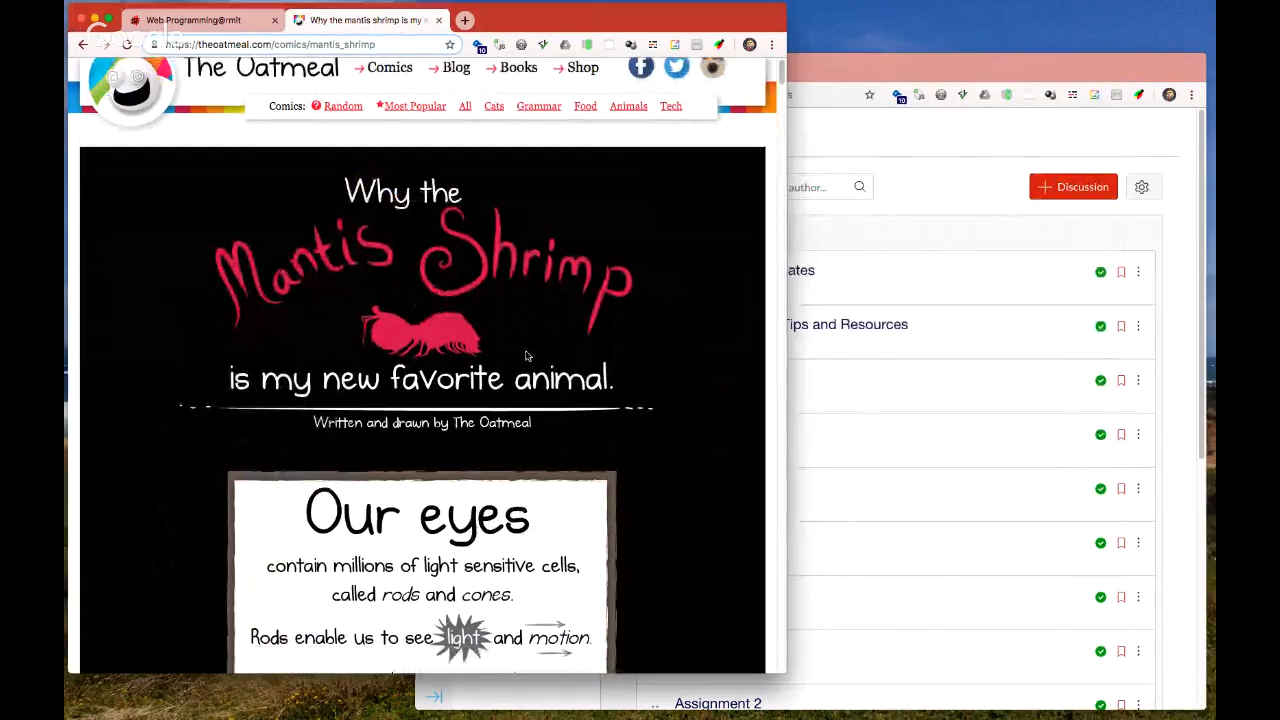 Web Programming@rmit
Why the mantis shrimp is my n
https://theoatmeal.com/comics/mantis_shrimp
10
The Oatmeal
→ Comics → Blog → Books → Shop
Comics: Random Most Popular All Cats Grammar Food Animals Tech
Why the
Mantis Shrimp
is my new favorite animal.
Written and drawn by The Oatmeal
Our eyes
contain millions of light sensitive cells,
called rods and cones.
Rods enable us to see light and motion.
10
author...
+ Discussion
ates
Tips and Resources
Assignment 2